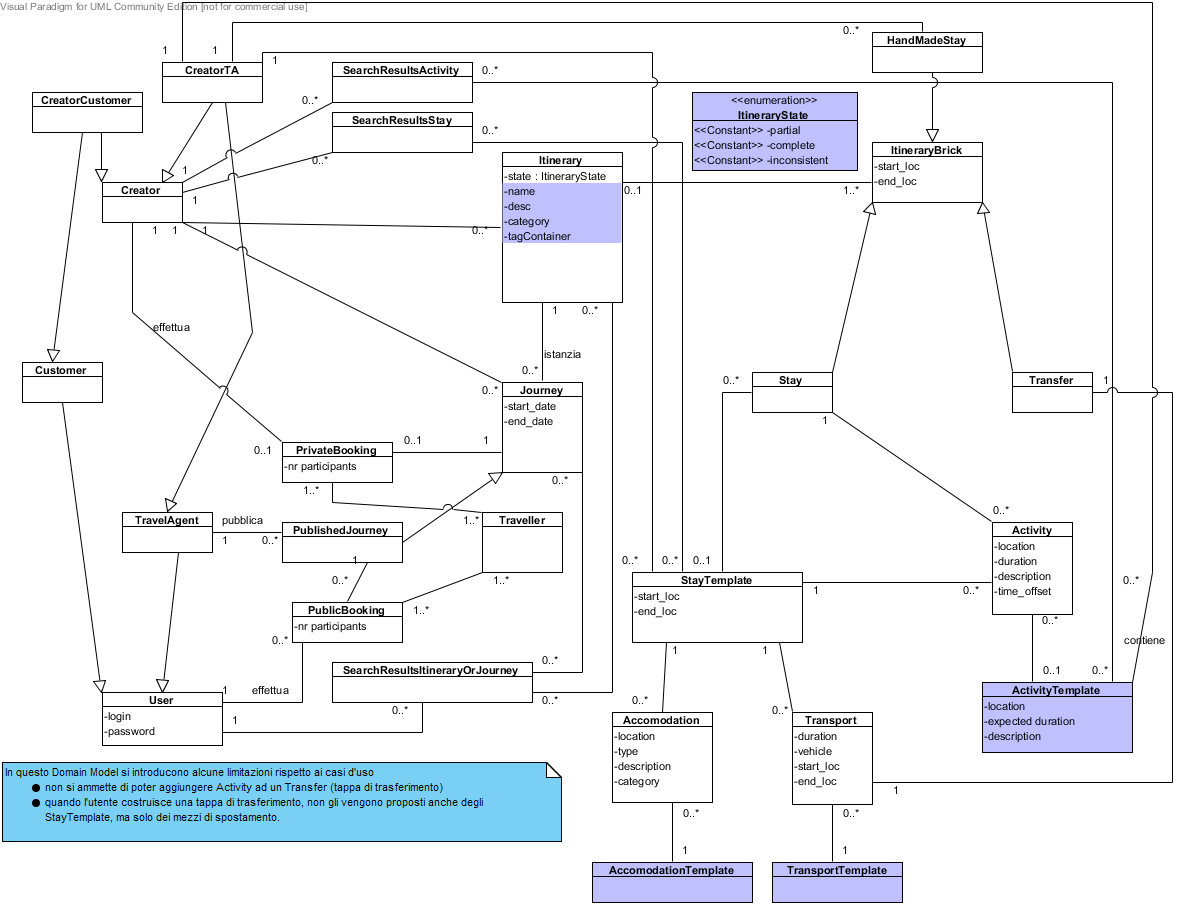 Visual Paradigm for UML Community Edition [not for commercial use]
0..*
HandMadeStay
1
1
1
CreatorTA
SearchResultsActivity
0..*
CreatorCustomer
0..*
<<enumeration>>
ItineraryState
<<Constant>> -partial
<<Constant>> -complete
<<Constant>> -inconsistent
SearchResultsStay
0..*
0..*
Itinerary
-state : ItineraryState
-name
-desc
-category
-tagContainer
ItineraryBrick
-start_loc
-end_loc
1
Creator
1
0..1
1..*
1
1
1
0..*
1
0..*
effettua
istanzia
0..*
Customer
0..*
Journey
-start_date
-end_date
0..*
Stay
1
Transfer
1
0..1
PrivateBooking
-nr participants
0..1
1
0..*
1..*
1..*
Traveller
TravelAgent
pubblica
1
0..*
PublishedJourney
1
0..*
Activity
-location
-duration
-description
-time_offset
0..*
1..*
1..*
PublicBooking
-nr participants
0..*
0..*
0..*
0..1
StayTemplate
-start_loc
-end_loc
1
0..*
0..*
0..*
contiene
1
1
0..1
0..*
SearchResultsItineraryOrJourney
0..*
0..*
0..*
User
-login
-password
1
effettua
1
ActivityTemplate
-location
-expected duration
-description
0..*
0..*
Accomodation
-location
-type
-description
-category
Transport
-duration
-vehicle
-start_loc
-end_loc
1
In questo Domain Model si introducono alcune limitazioni rispetto ai casi d'uso
● non si ammette di poter aggiungere Activity ad un Transfer (tappa di trasferimento)
● quando l'utente costruisce una tappa di trasferimento, non gli vengono proposti anche degli
StayTemplate, ma solo dei mezzi di spostamento.
0..*
0..*
1
1
AccomodationTemplate
TransportTemplate